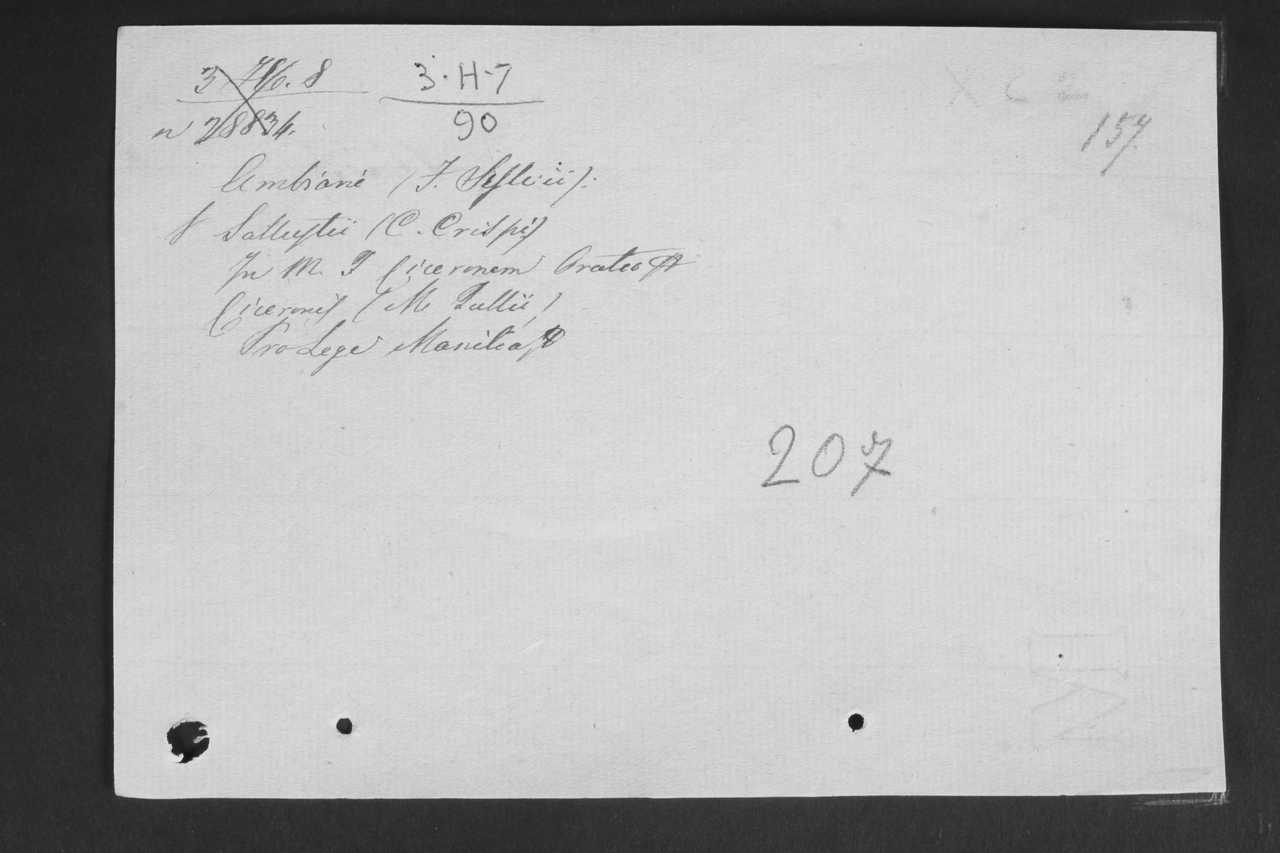 3 76. 8
3·H-7
n 28834.
90
157.
Ambiani (F. Sylvii).
Sallustii (C. Crispi)
In M. T Ciceronem Oratio
Ciceronis (M Tullii)
Pro Lege Manilia
207